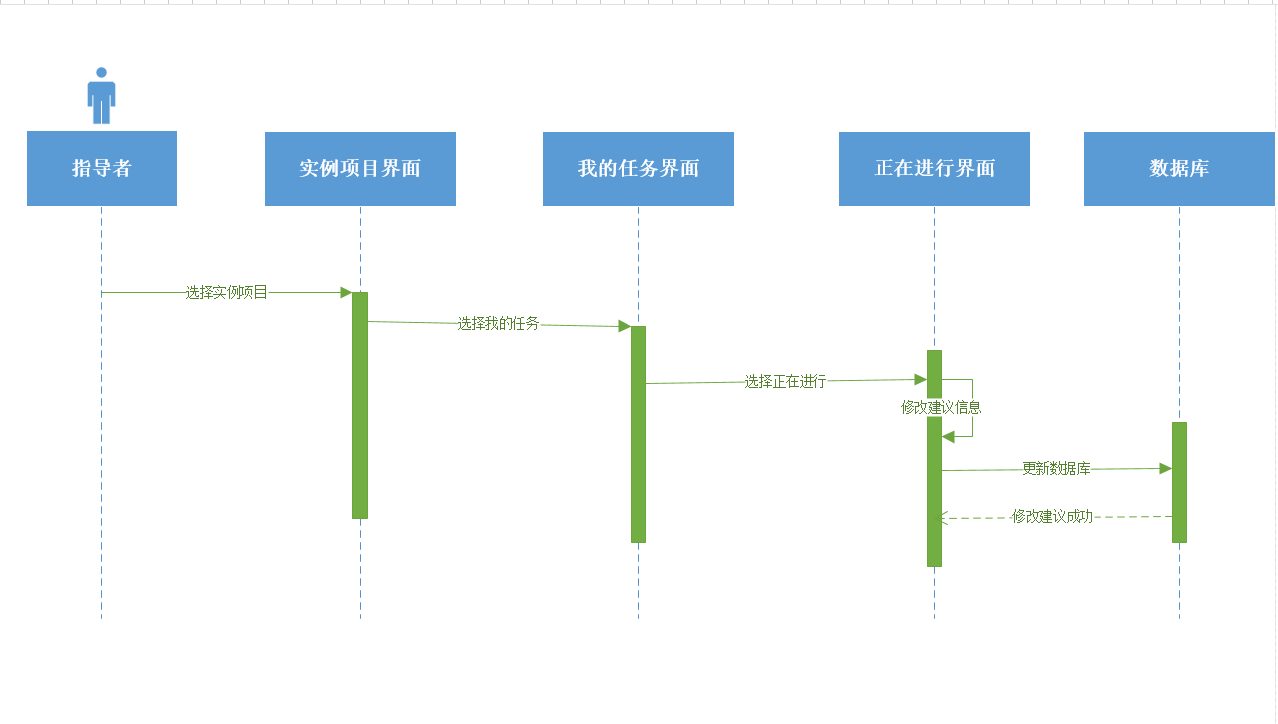 指导者
实例项目界面
我的任务界面
正在进行界面
数据库
选择实例项目
选择我的任务
选择正在进行
修改建议信息
更新数据库
修改建议成功